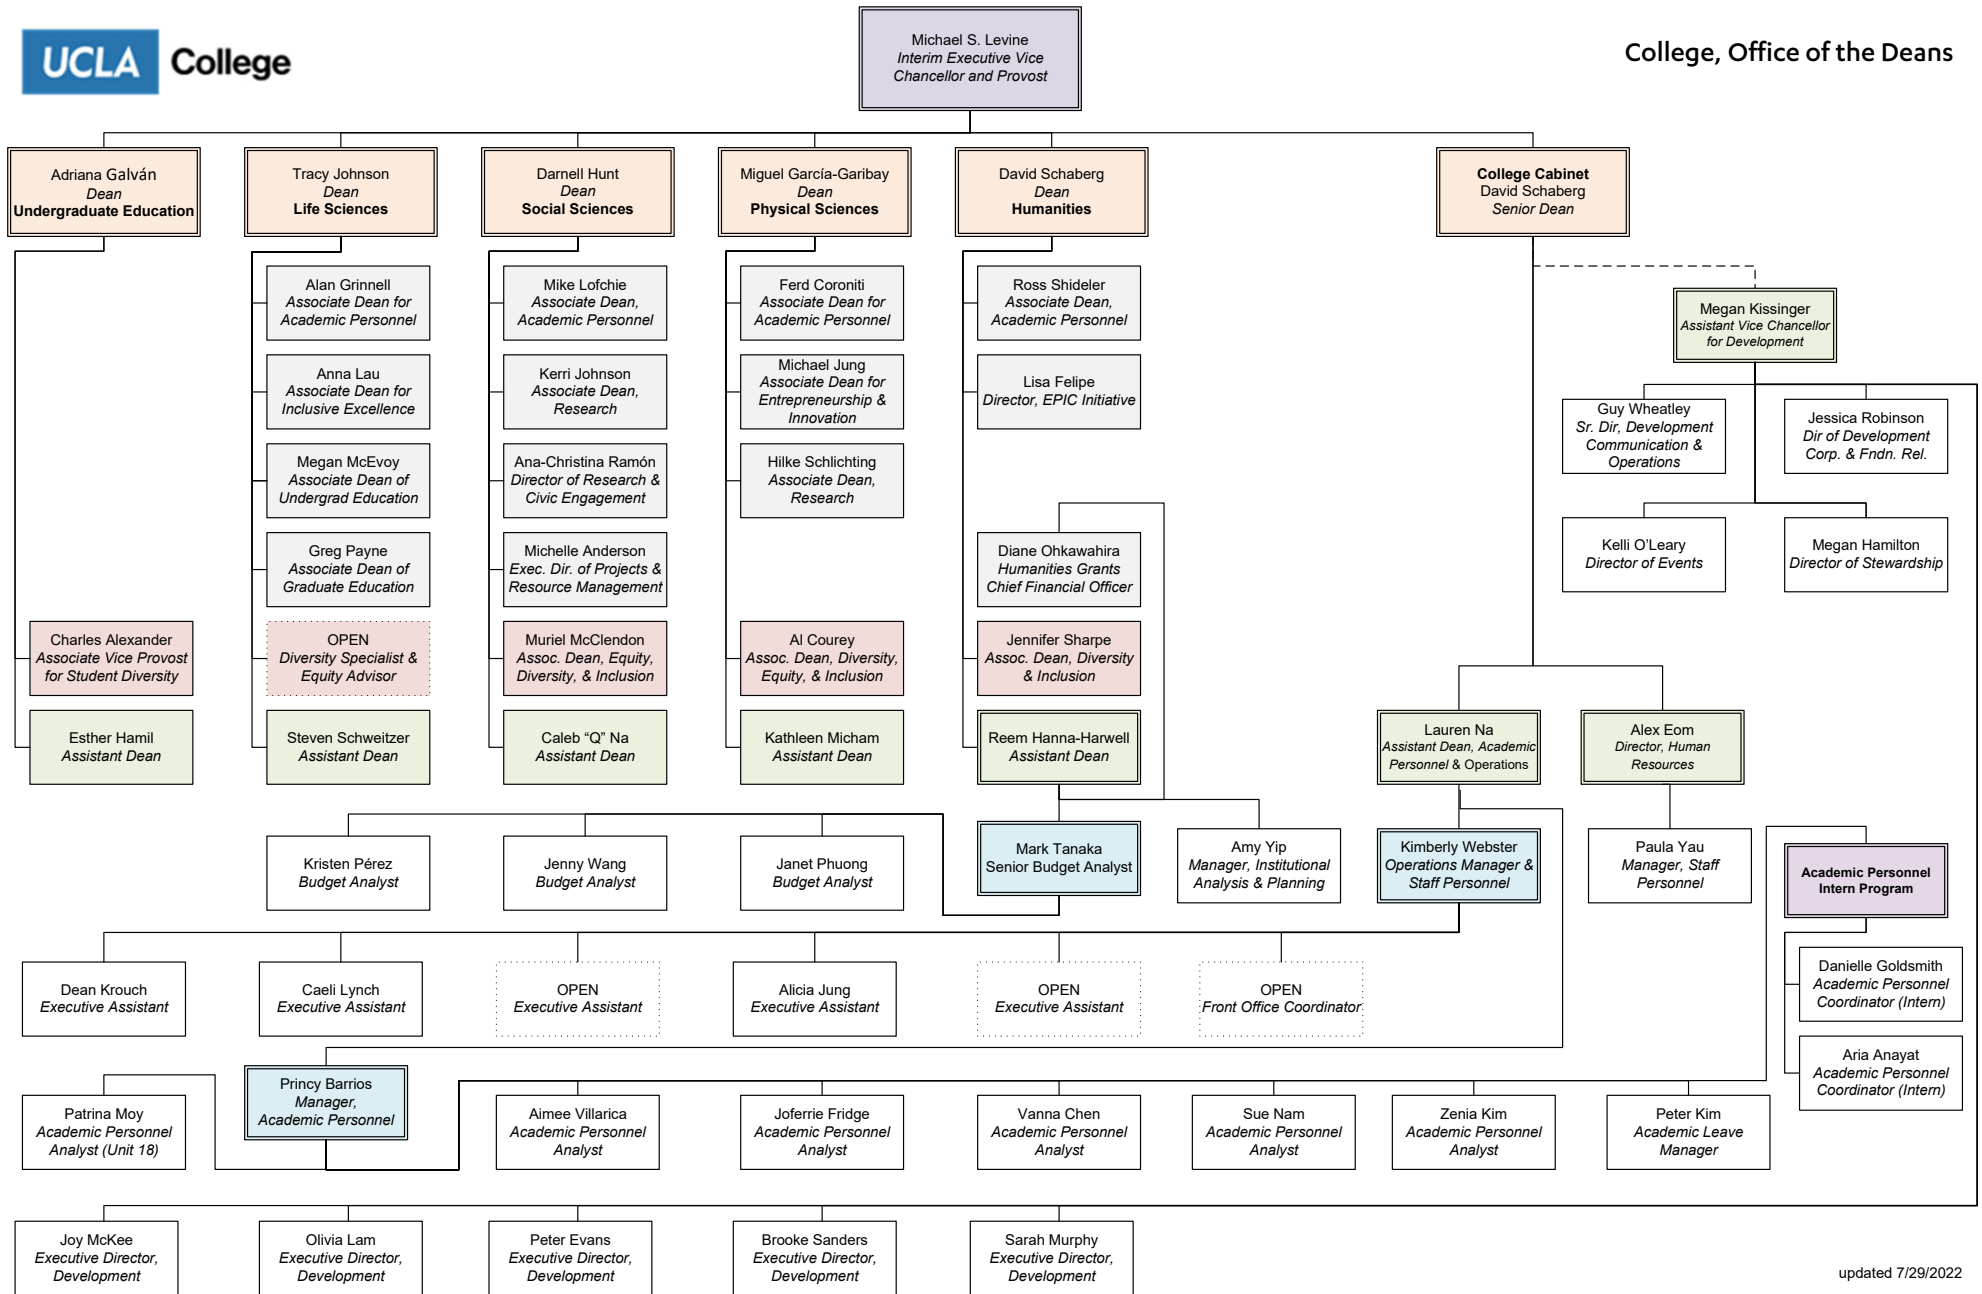 UCLA College
College, Office of the Deans
Michael S. Levine
Interim Executive Vice
Chancellor and Provost
Adriana Galván
Dean
Undergraduate Education
Tracy Johnson
Dean
Life Sciences
Darnell Hunt
Dean
Social Sciences
Miguel García-Garibay
Dean
Physical Sciences
David Schaberg
Dean
Humanities
College Cabinet
David Schaberg
Senior Dean
Alan Grinnell
Associate Dean for
Academic Personnel
Mike Lofchie
Associate Dean,
Academic Personnel
Ferd Coroniti
Associate Dean for
Academic Personnel
Ross Shideler
Associate Dean,
Academic Personnel
Megan Kissinger
Assistant Vice Chancellor
for Development
Anna Lau
Associate Dean for
Inclusive Excellence
Kerri Johnson
Associate Dean,
Research
Michael Jung
Associate Dean for
Entrepreneurship &
Innovation
Lisa Felipe
Director, EPIC Initiative
Guy Wheatley
Sr. Dir, Development
Communication &
Operations
Jessica Robinson
Dir of Development
Corp. & Fndn. Rel.
Megan McEvoy
Associate Dean of
Undergrad Education
Ana-Christina Ramón
Director of Research &
Civic Engagement
Hilke Schlichting
Associate Dean,
Research
Greg Payne
Associate Dean of
Graduate Education
Michelle Anderson
Exec. Dir. of Projects &
Resource Management
Diane Ohkawahira
Humanities Grants
Chief Financial Officer
Kelli O’Leary
Director of Events
Megan Hamilton
Director of Stewardship
Charles Alexander
Associate Vice Provost
for Student Diversity
OPEN
Diversity Specialist &
Equity Advisor
Muriel McClendon
Assoc. Dean, Equity,
Diversity, & Inclusion
Al Courey
Assoc. Dean, Diversity,
Equity, & Inclusion
Jennifer Sharpe
Assoc. Dean, Diversity
& Inclusion
Esther Hamil
Assistant Dean
Steven Schweitzer
Assistant Dean
Caleb “Q” Na
Assistant Dean
Kathleen Micham
Assistant Dean
Reem Hanna-Harwell
Assistant Dean
Lauren Na
Assistant Dean, Academic
Personnel & Operations
Alex Eom
Director, Human
Resources
Kristen Pérez
Budget Analyst
Jenny Wang
Budget Analyst
Janet Phuong
Budget Analyst
Mark Tanaka
Senior Budget Analyst
Amy Yip
Manager, Institutional
Analysis & Planning
Kimberly Webster
Operations Manager &
Staff Personnel
Paula Yau
Manager, Staff
Personnel
Academic Personnel
Intern Program
Dean Krouch
Executive Assistant
Caeli Lynch
Executive Assistant
OPEN
Executive Assistant
Alicia Jung
Executive Assistant
OPEN
Executive Assistant
OPEN
Front Office Coordinator
Danielle Goldsmith
Academic Personnel
Coordinator (Intern)
Aria Anayat
Academic Personnel
Coordinator (Intern)
Patrina Moy
Academic Personnel
Analyst (Unit 18)
Princy Barrios
Manager,
Academic Personnel
Aimee Villarica
Academic Personnel
Analyst
Joferrie Fridge
Academic Personnel
Analyst
Vanna Chen
Academic Personnel
Analyst
Sue Nam
Academic Personnel
Analyst
Zenia Kim
Academic Personnel
Analyst
Peter Kim
Academic Leave
Manager
Joy McKee
Executive Director,
Development
Olivia Lam
Executive Director,
Development
Peter Evans
Executive Director,
Development
Brooke Sanders
Executive Director,
Development
Sarah Murphy
Executive Director,
Development
updated 7/29/2022